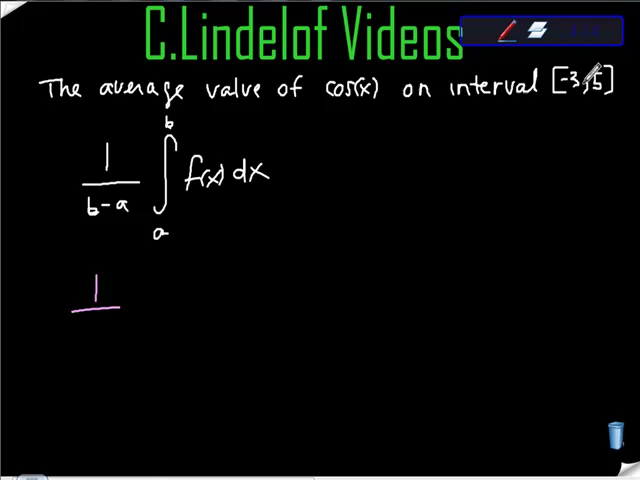 C.Lindelof Videos
The average value of cos(x) on interval [-3,5]
b
1
∫ f(x) dx
b-a
a
1